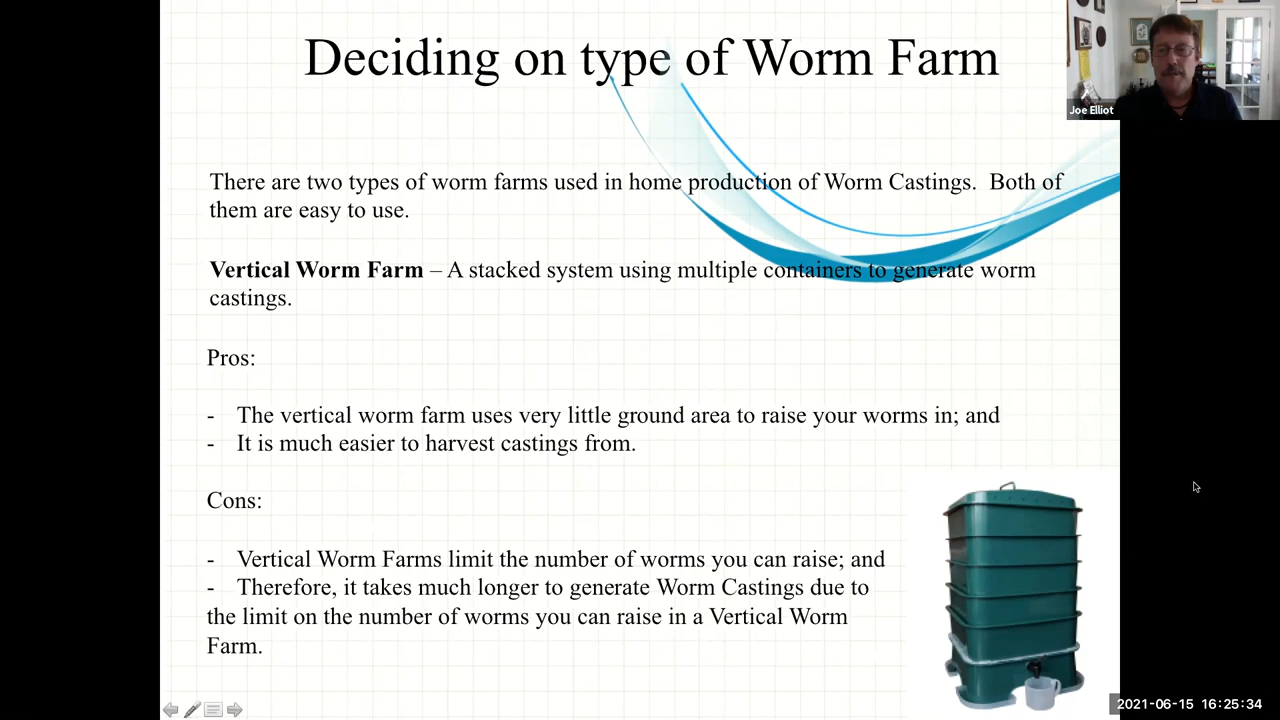 Deciding on type of Worm Farm
Joe Elliot
There are two types of worm farms used in home production of Worm Castings.  Both of
them are easy to use.
Vertical Worm Farm – A stacked system using multiple containers to generate worm
castings.
Pros:
-    The vertical worm farm uses very little ground area to raise your worms in; and
-    It is much easier to harvest castings from.
Cons:
-    Vertical Worm Farms limit the number of worms you can raise; and
-    Therefore, it takes much longer to generate Worm Castings due to
the limit on the number of worms you can raise in a Vertical Worm
Farm.
2021-06-15  16:25:34